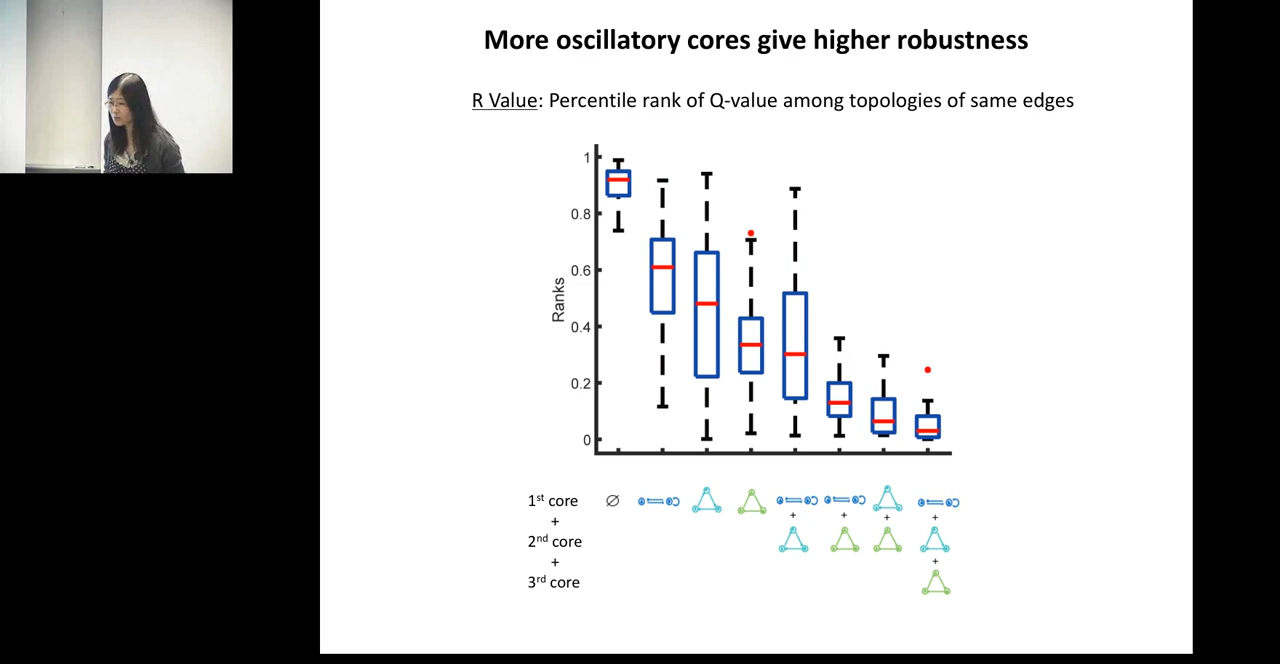 More oscillatory cores give higher robustness
R Value: Percentile rank of Q-value among topologies of same edges
Ranks
1
0.8
0.6
0.4
0.2
0
1st core
+
2nd core
+
3rd core
∅
+
+
+
+
+